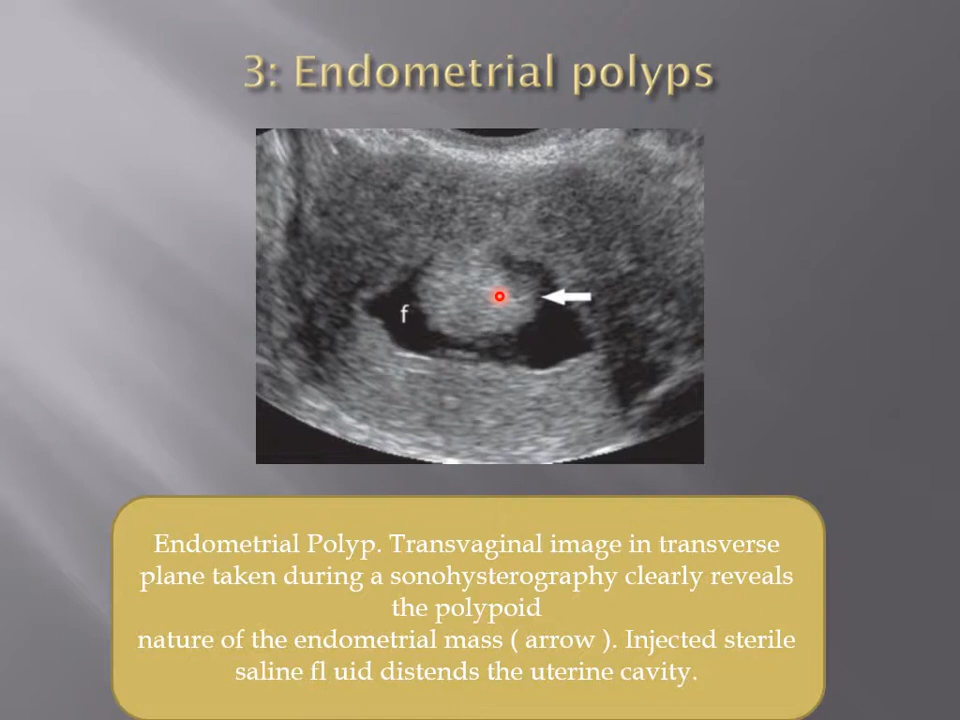 3: Endometrial polyps
f
Endometrial Polyp. Transvaginal image in transverse
plane taken during a sonohysterography clearly reveals
the polypoid
nature of the endometrial mass ( arrow ). Injected sterile
saline fl uid distends the uterine cavity.